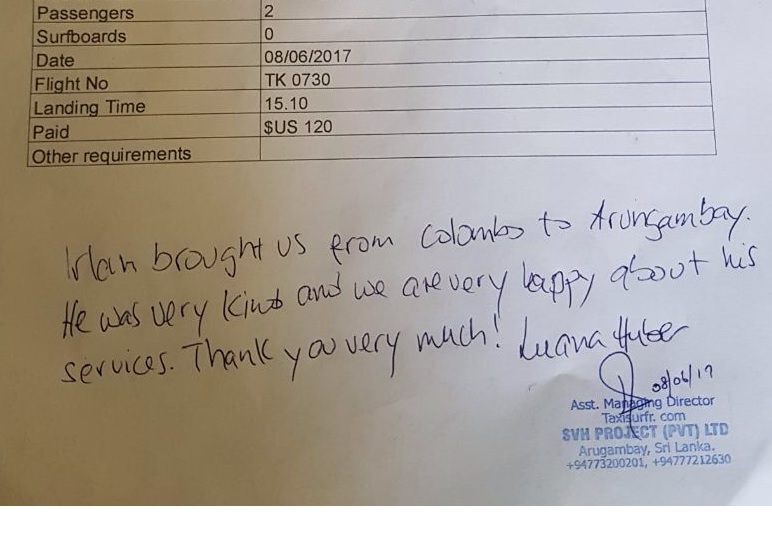 Passengers 2
Surfboards 0
Date 08/06/2017
Flight No TK 0730
Landing Time 15.10
Paid $US 120
Other requirements
Irfan brought us from Colombo to Arungambay.
He was very kind and we are very happy about his
services. Thank you very much! Luana Huber
08/06/17
Asst. Managing Director
Taxisurfr. com
SVH PROJECT (PVT) LTD
Arugambay, Sri Lanka.
+94773200201, +94777212630